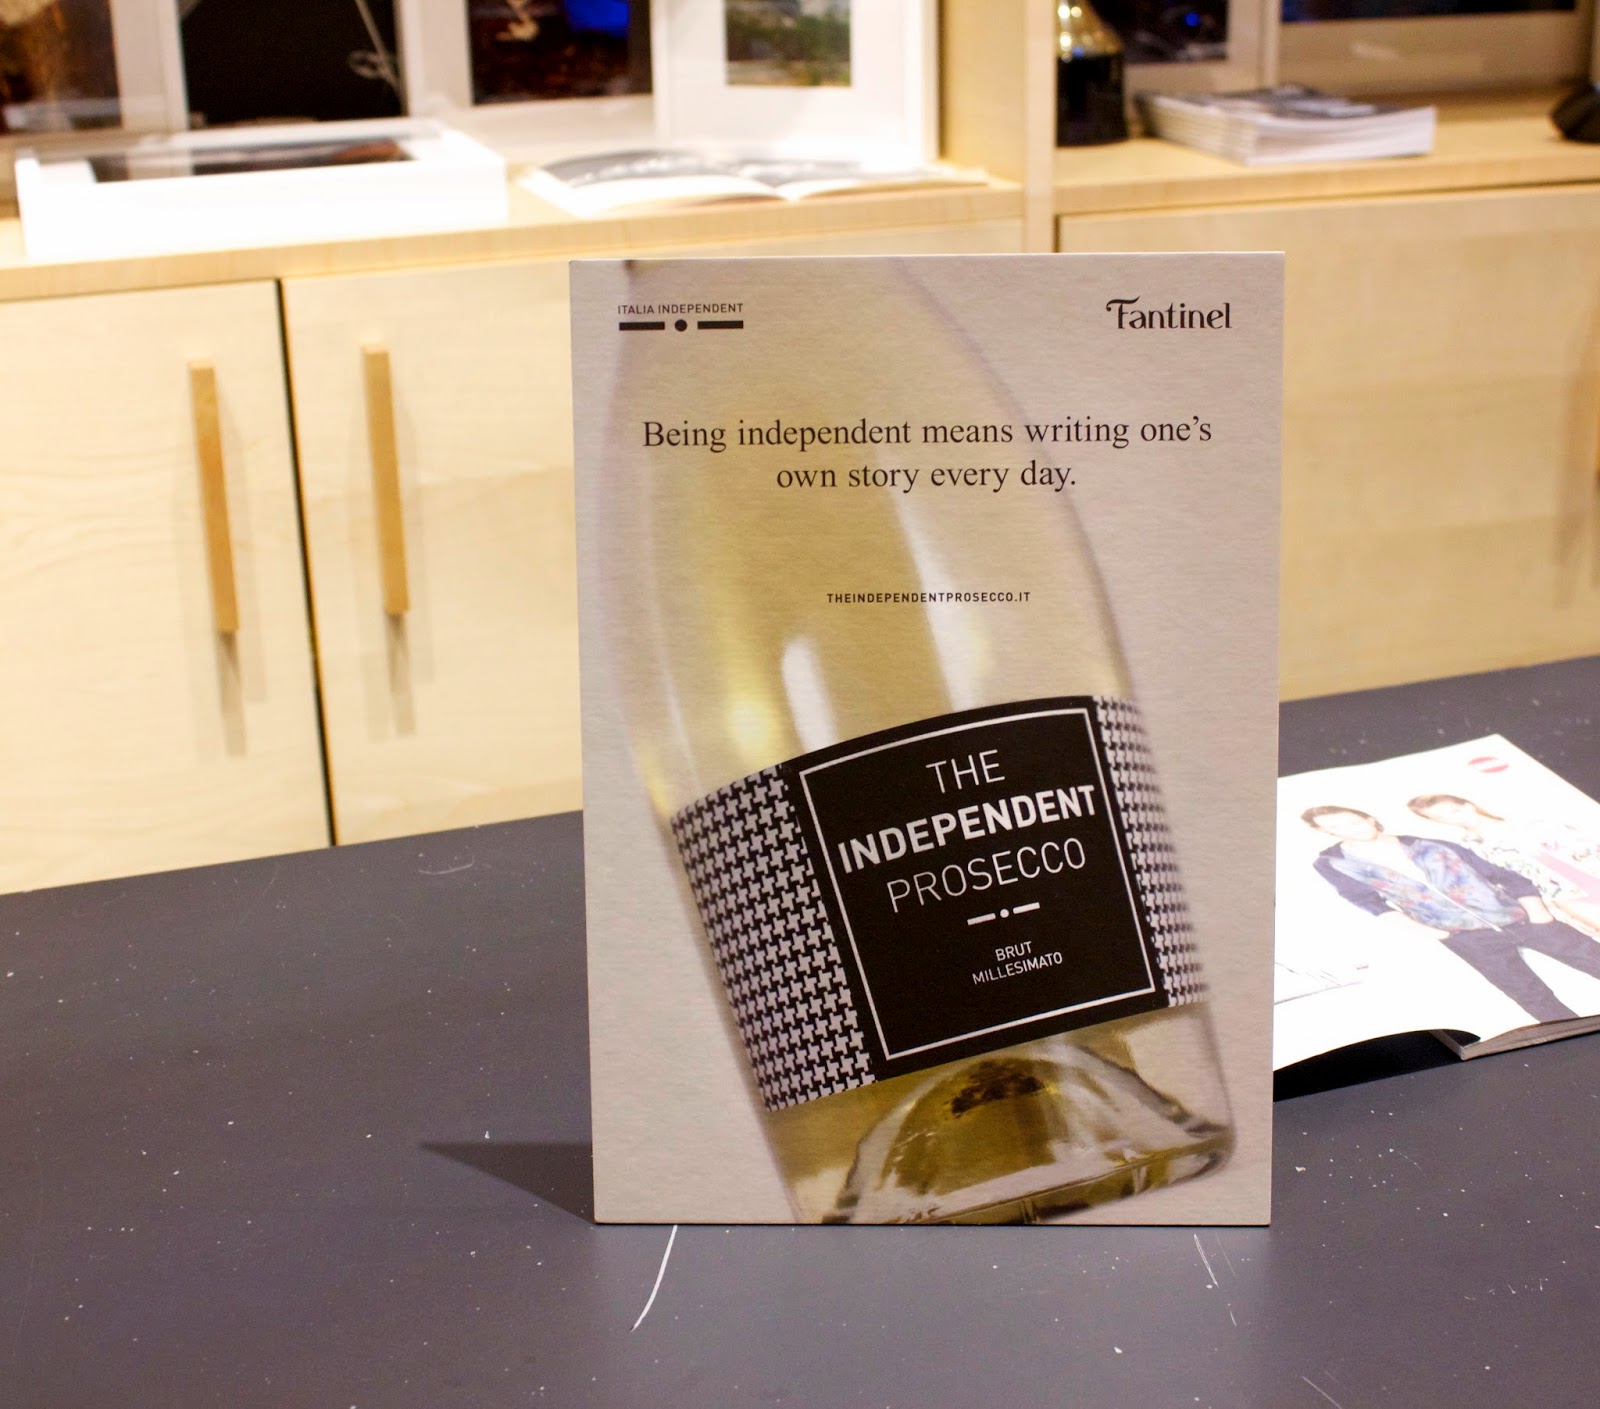 ITALIA INDEPENDENT
Fantinel
Being independent means writing one's
own story every day.
THEINDEPENDENTPROSECCO.IT
THE
INDEPENDENT
PROSECCO
BRUT
MILLESIMATO